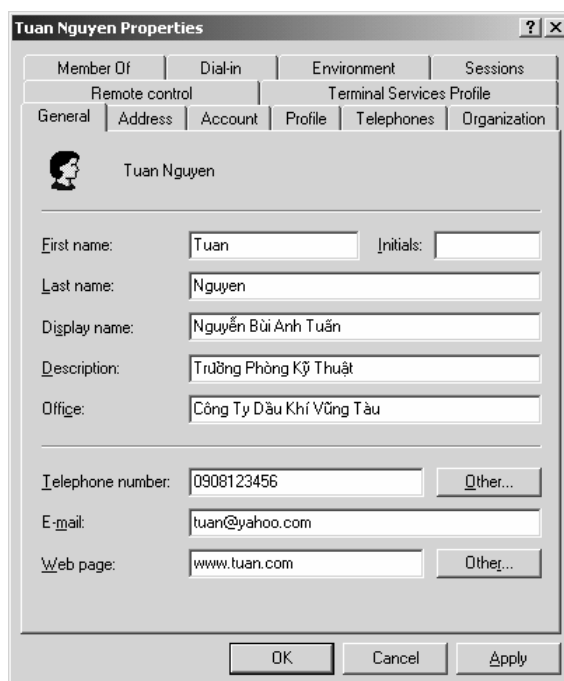 Tuan Nguyen Properties ? ×
Member Of Dial-in Environment Sessions
Remote control Terminal Services Profile
General Address Account Profile Telephones Organization
Tuan Nguyen
First name: Tuan Initials:
Last name: Nguyen
Display name: Nguyễn Bùi Anh Tuấn
Description: Trưởng Phòng Kỹ Thuật
Office: Công Ty Dầu Khí Vũng Tàu
Telephone number: 0908123456 Other...
E-mail: tuan@yahoo.com
Web page: www.tuan.com Other...
OK Cancel Apply